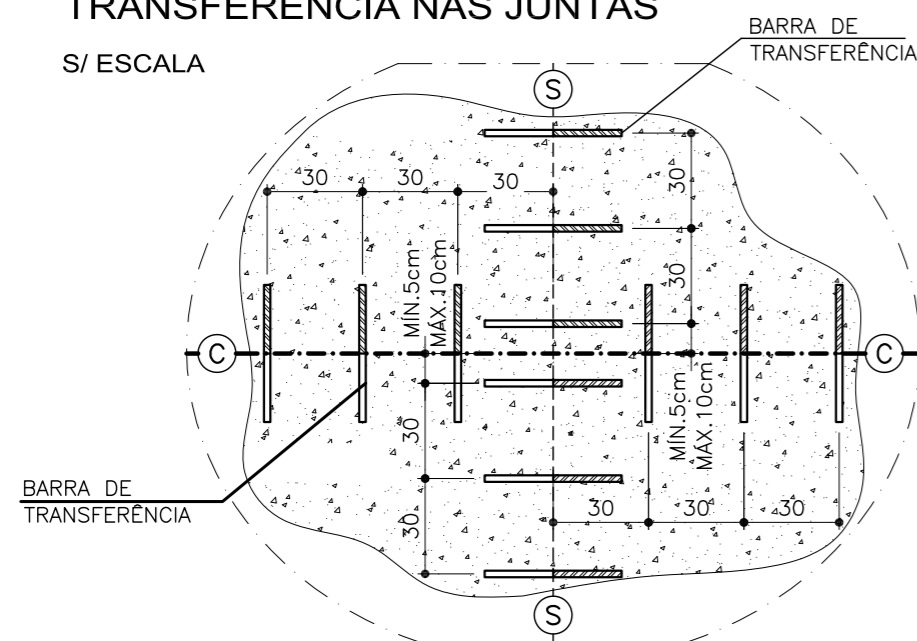 TRANSFERÊNCIA NAS JUNTAS
S/ ESCALA
BARRA DE
TRANSFERÊNCIA
S
30
30
30
30
30
MÍN.5cm
MÁX.10cm
C
C
MÍN.5cm
MÁX.10cm
30
30
BARRA DE
TRANSFERÊNCIA
30
30
30
S